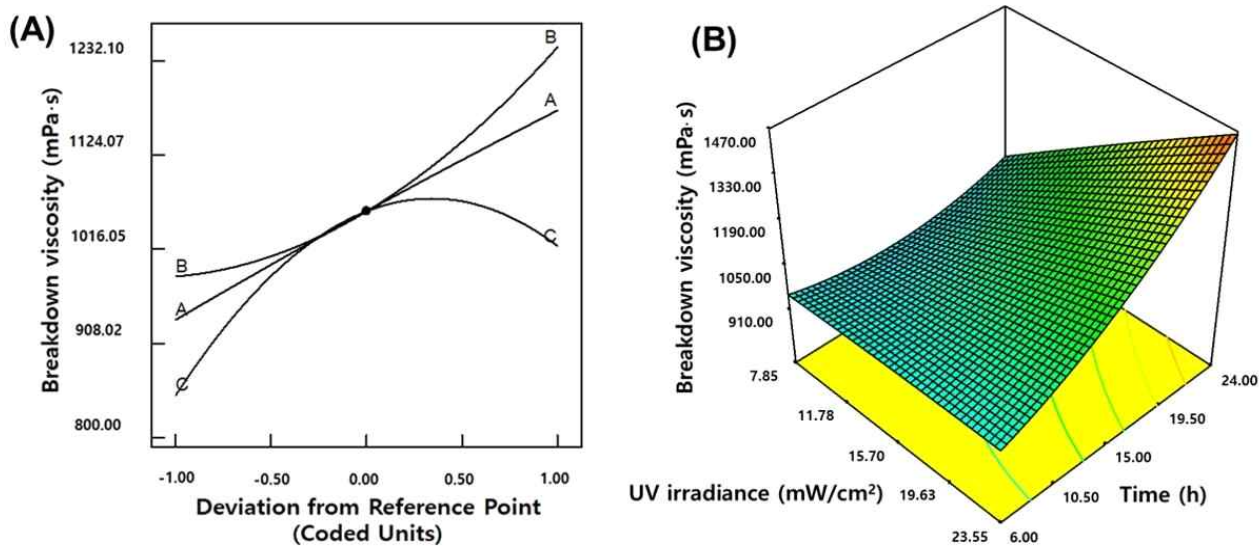 (A)
Breakdown viscosity (mPa·s)
1232.10
1124.07
1016.05
908.02
800.00
B
A
C
B
A
C
-1.00 -0.50 0.00 0.50 1.00
Deviation from Reference Point
(Coded Units)
(B)
Breakdown viscosity (mPa·s)
1470.00
1330.00
1190.00
1050.00
910.00
7.85
11.78
15.70
19.63
23.55
UV irradiance (mW/cm²)
6.00
10.50
15.00
19.50
24.00
Time (h)